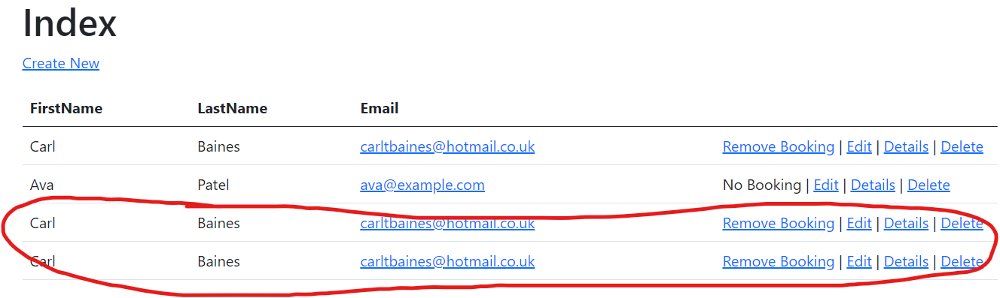 Index
Create New
FirstName LastName Email
Carl Baines carltbaines@hotmail.co.uk Remove Booking | Edit | Details | Delete
Ava Patel ava@example.com No Booking | Edit | Details | Delete
Carl Baines carltbaines@hotmail.co.uk Remove Booking | Edit | Details | Delete
Carl Baines carltbaines@hotmail.co.uk Remove Booking | Edit | Details | Delete